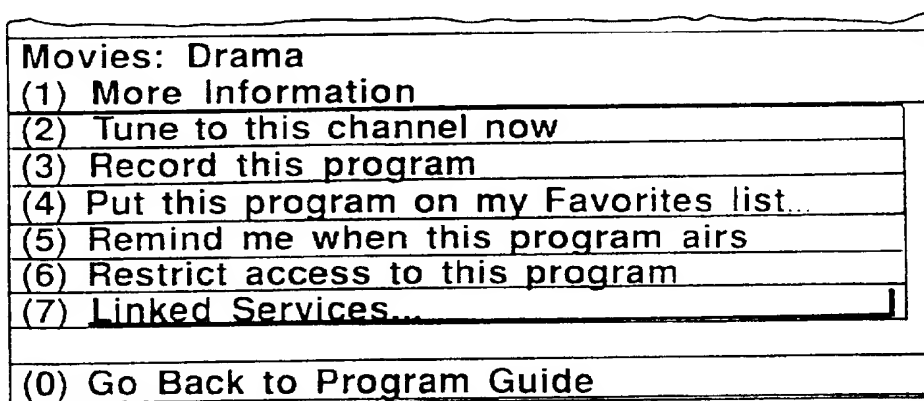 Movies: Drama
(1) More Information
(2) Tune to this channel now
(3) Record this program
(4) Put this program on my Favorites list...
(5) Remind me when this program airs
(6) Restrict access to this program
(7) Linked Services...
(0) Go Back to Program Guide